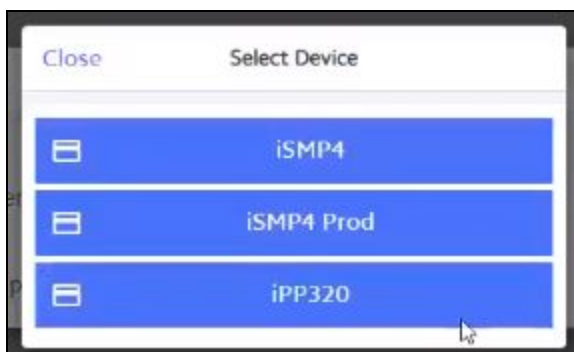 Close
Select Device
iSMP4
iSMP4 Prod
iPP320